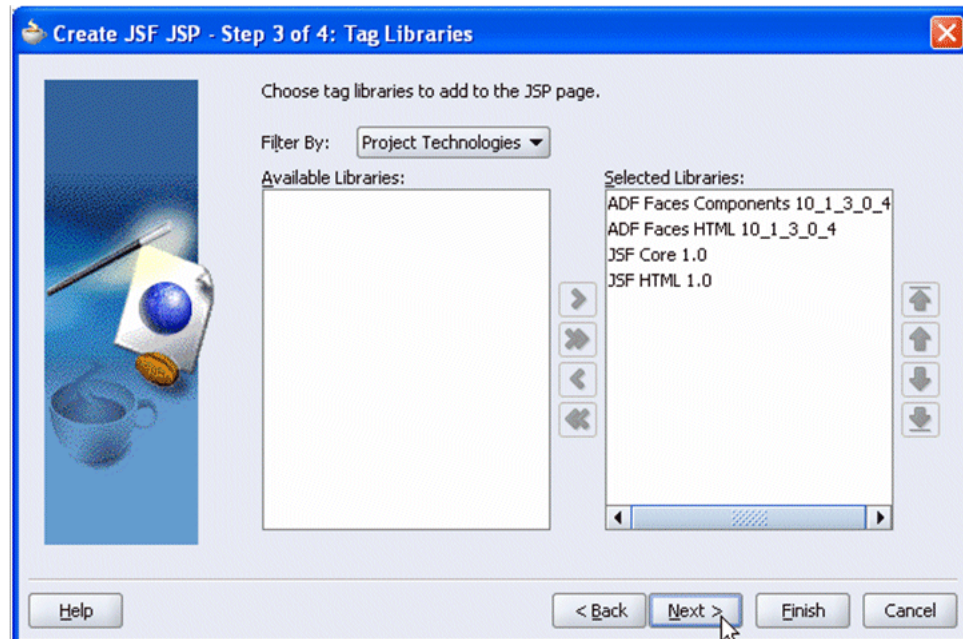 Create JSF JSP - Step 3 of 4: Tag Libraries
Choose tag libraries to add to the JSP page.
Filter By: Project Technologies
Available Libraries:
Selected Libraries:
ADF Faces Components 10_1_3_0_4
ADF Faces HTML 10_1_3_0_4
JSF Core 1.0
JSF HTML 1.0
Help
< Back
Next >
Finish
Cancel